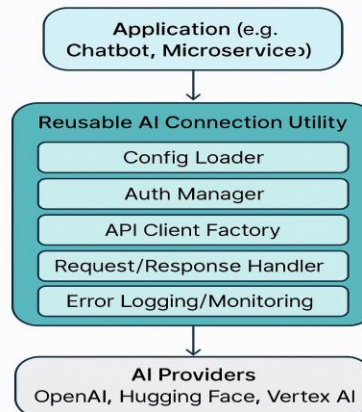 Application (e.g.
Chatbot, Microservices)
Reusable AI Connection Utility
Config Loader
Auth Manager
API Client Factory
Request/Response Handler
Error Logging/Monitoring
AI Providers
OpenAI, Hugging Face, Vertex AI